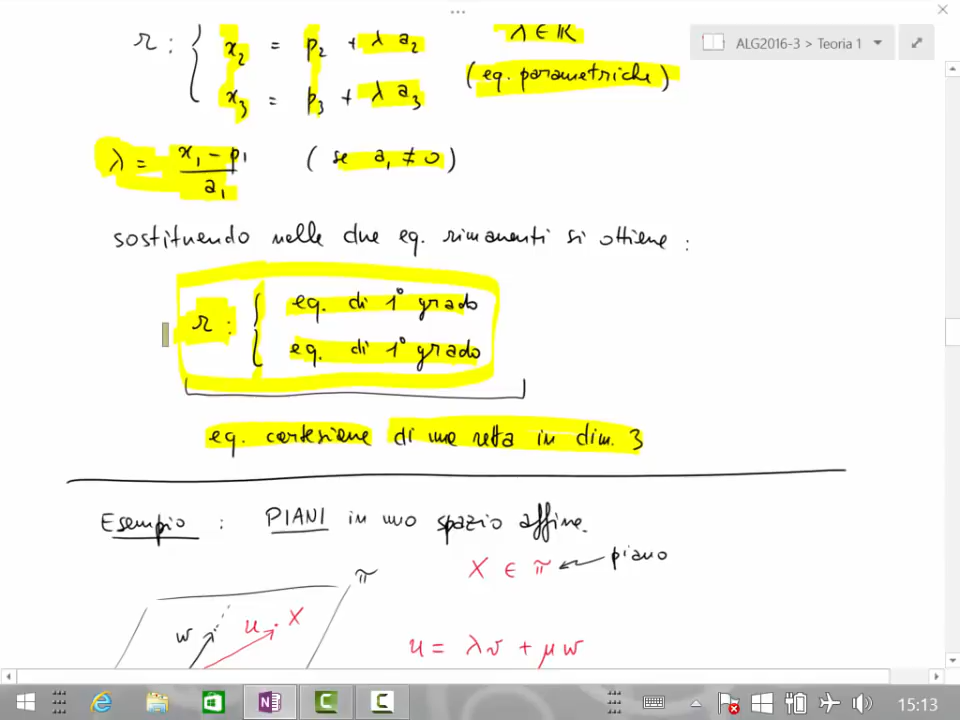 ALG2016-3 > Teoria 1
r : { x₂ = p₂ + λ a₂ λ ∈ K
x₃ = p₃ + λ a₃ (eq. parametriche)
λ = x₁ - p₁ / a₁ ( se a₁ ≠ 0 )
sostituendo nelle due eq. rimanenti si ottiene :
r : { eq. di 1° grado
eq. di 1° grado
eq. cartesiane di una retta in dim. 3
Esempio : PIANI in uno spazio affine.
X ∈ π ← piano
π
w u X
u = λv + μw
15:13